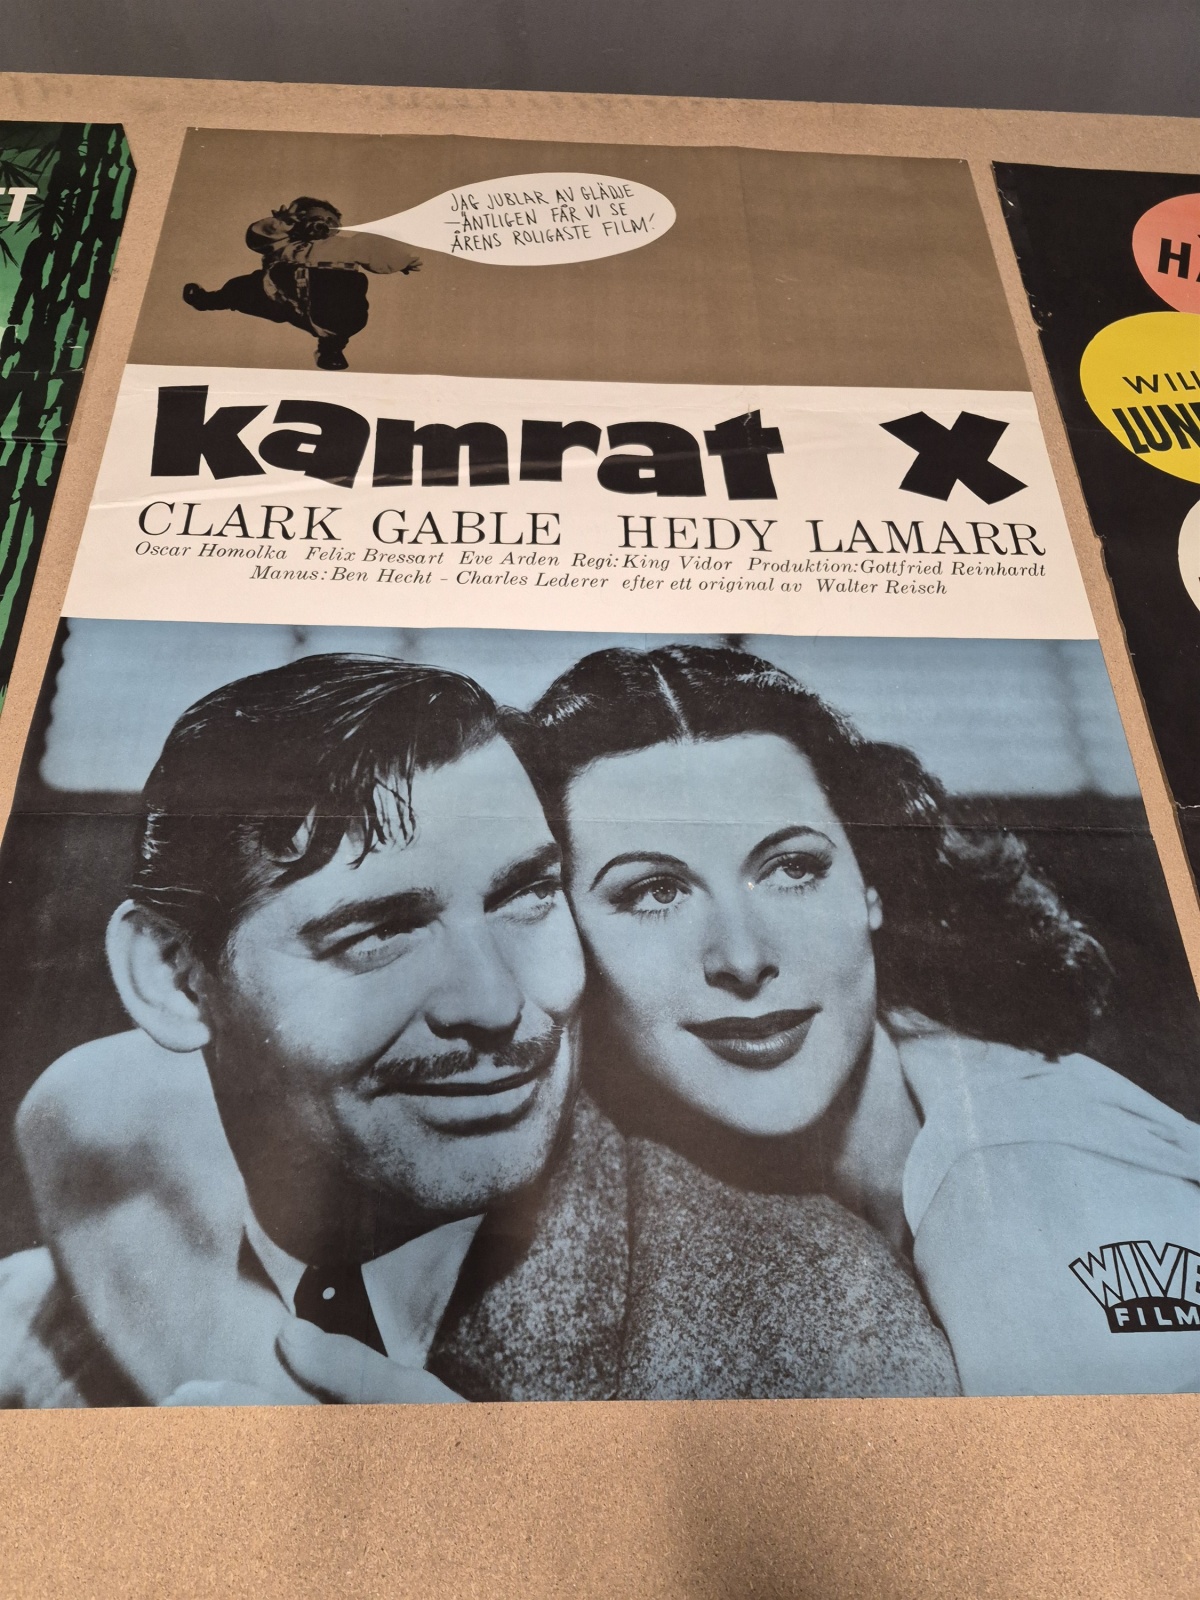 JAG JUBLAR AV GLÄDJE
—ÄNTLIGEN FÅR VI SE
ÅRENS ROLIGASTE FILM!
kamrat x
CLARK GABLE HEDY LAMARR
Oscar Homolka Felix Bressart Eve Arden Regi: King Vidor Produktion: Gottfried Reinhardt
Manus: Ben Hecht - Charles Lederer efter ett original av Walter Reisch
FILM